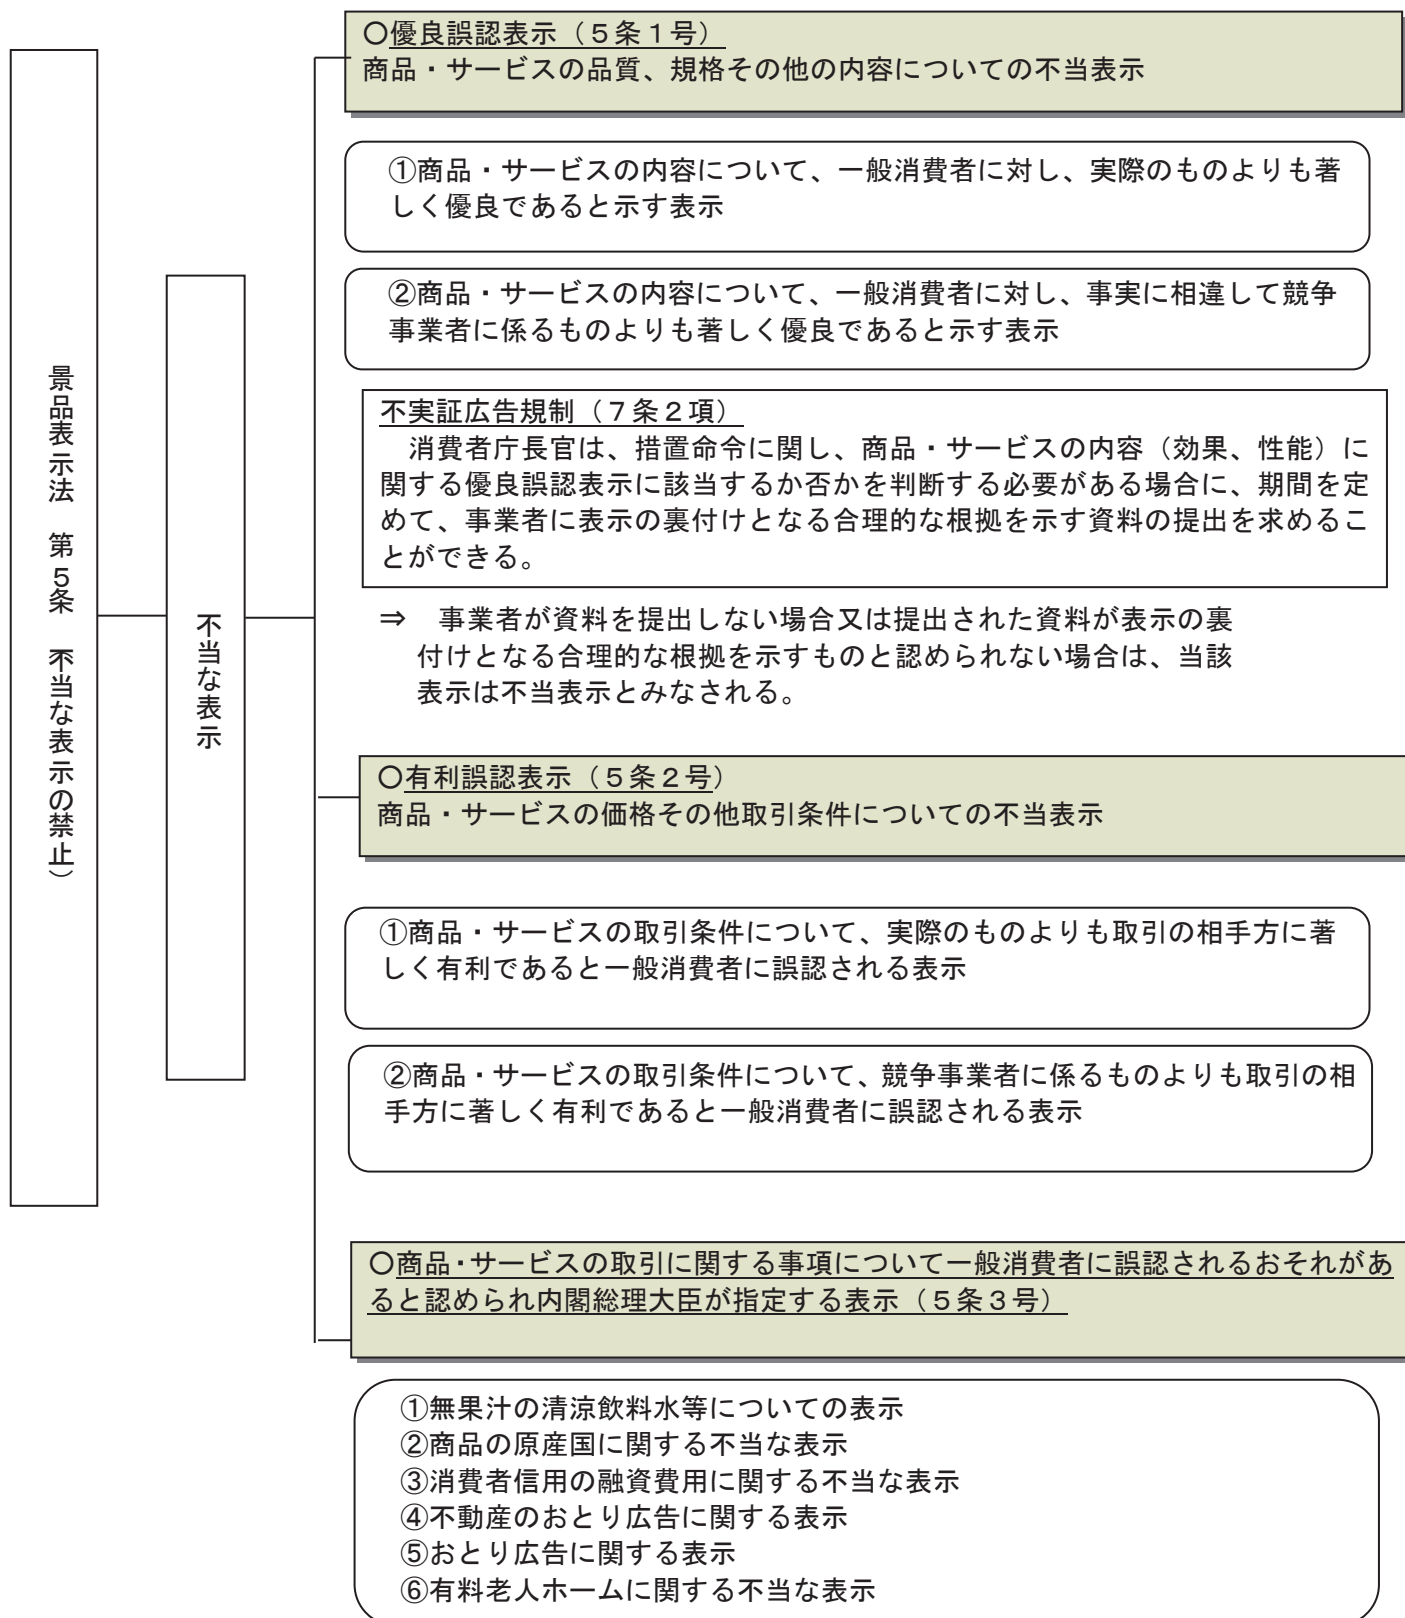 景品表示法　第５条　不当な表示の禁止）
不当な表示
○優良誤認表示（５条１号）
商品・サービスの品質、規格その他の内容についての不当表示
①商品・サービスの内容について、一般消費者に対し、実際のものよりも著
しく優良であると示す表示
②商品・サービスの内容について、一般消費者に対し、事実に相違して競争
事業者に係るものよりも著しく優良であると示す表示
不実証広告規制（７条２項）
　消費者庁長官は、措置命令に関し、商品・サービスの内容（効果、性能）に
関する優良誤認表示に該当するか否かを判断する必要がある場合に、期間を定
めて、事業者に表示の裏付けとなる合理的な根拠を示す資料の提出を求めるこ
とができる。
⇒　事業者が資料を提出しない場合又は提出された資料が表示の裏
付けとなる合理的な根拠を示すものと認められない場合は、当該
表示は不当表示とみなされる。
○有利誤認表示（５条２号）
商品・サービスの価格その他取引条件についての不当表示
①商品・サービスの取引条件について、実際のものよりも取引の相手方に著
しく有利であると一般消費者に誤認される表示
②商品・サービスの取引条件について、競争事業者に係るものよりも取引の相
手方に著しく有利であると一般消費者に誤認される表示
○商品・サービスの取引に関する事項について一般消費者に誤認されるおそれがあ
ると認められ内閣総理大臣が指定する表示（５条３号）
①無果汁の清涼飲料水等についての表示
②商品の原産国に関する不当な表示
③消費者信用の融資費用に関する不当な表示
④不動産のおとり広告に関する表示
⑤おとり広告に関する表示
⑥有料老人ホームに関する不当な表示